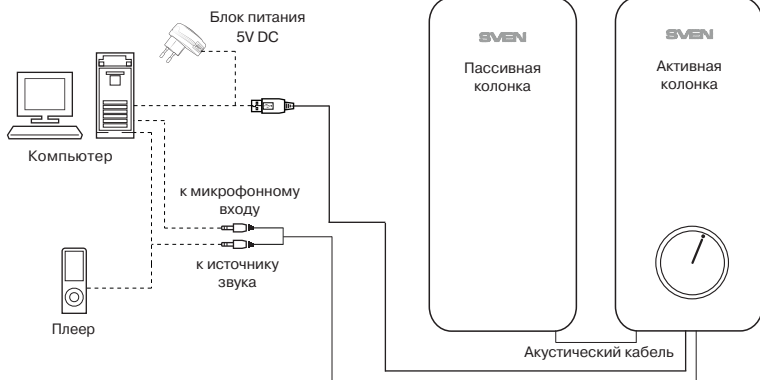 Блок питания
5V DC
SVEN
Пассивная
колонка
SVEN
Активная
колонка
Компьютер
к микрофонному
входу
к источнику
звука
Плеер
Акустический кабель